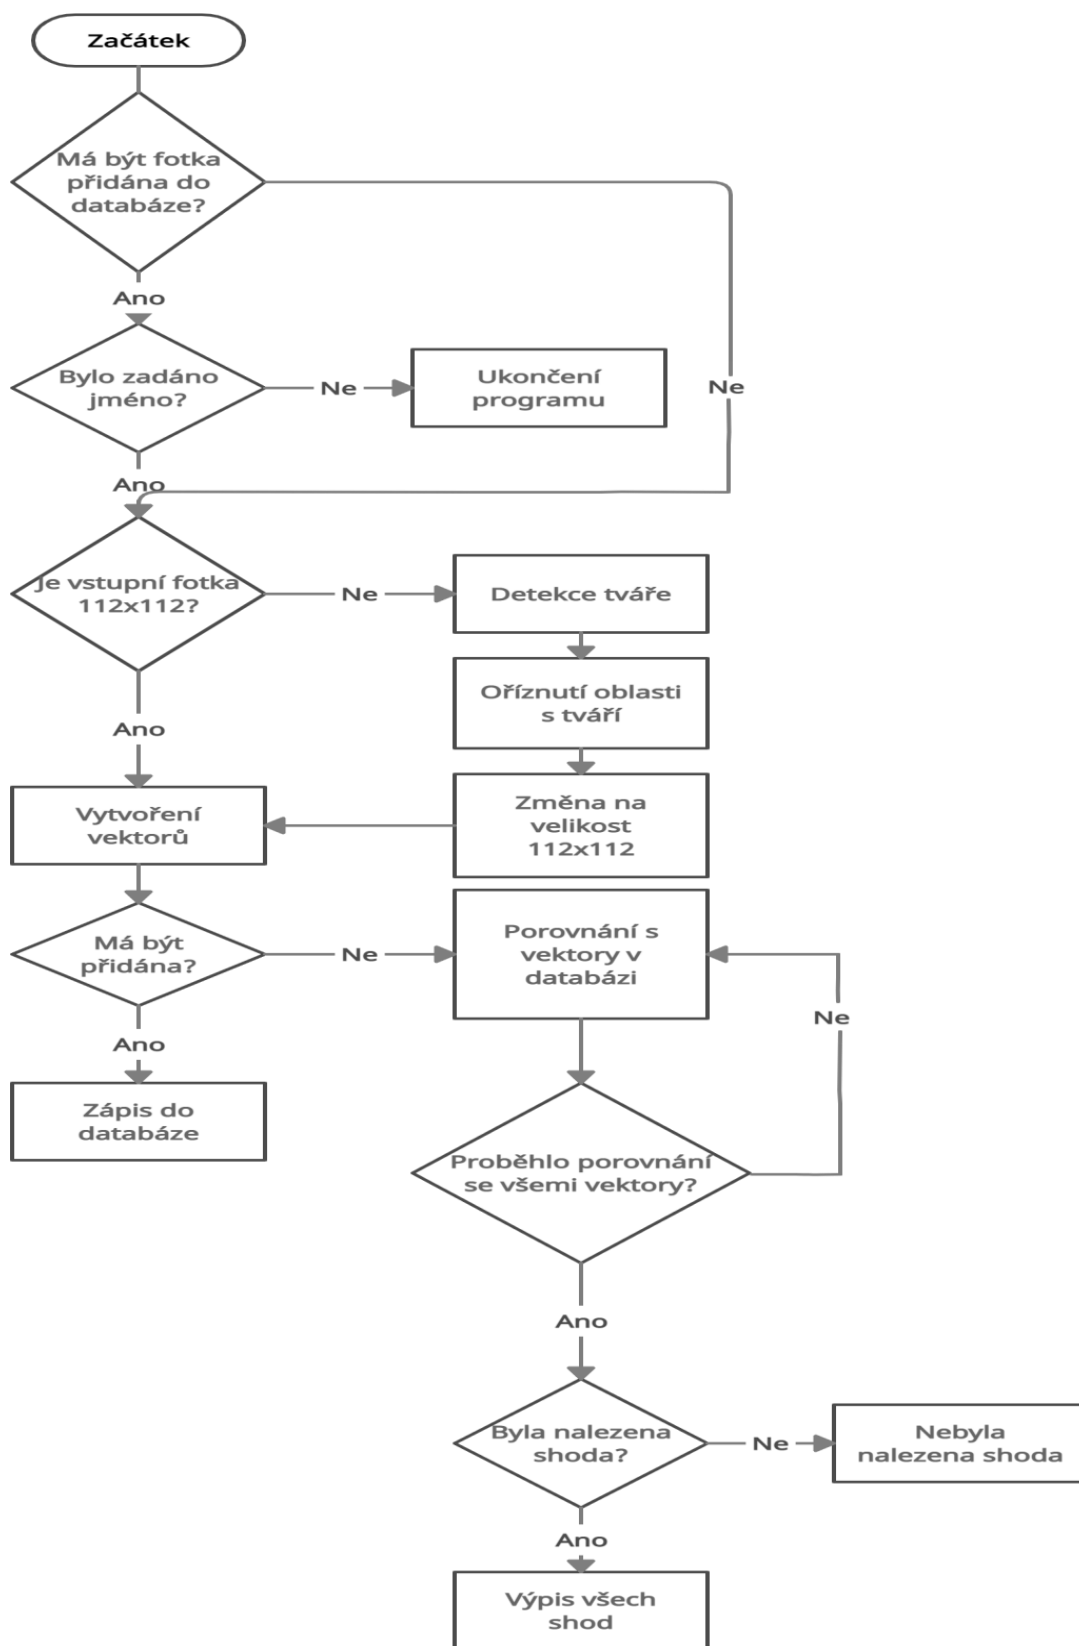 Začátek
Má být fotka
přidána do
databáze?
Ano
Bylo zadáno
jméno?
Ne
Ukončení
programu
Ne
Ano
Je vstupní fotka
112x112?
Ne
Detekce tváře
Oříznutí oblasti
s tváří
Ano
Změna na
velikost
112x112
Vytvoření
vektorů
Má být
přidána?
Ne
Porovnání s
vektory v
databázi
Ne
Ano
Zápis do
databáze
Proběhlo porovnání
se všemi vektory?
Ano
Byla nalezena
shoda?
Ne
Nebyla
nalezena shoda
Ano
Výpis všech
shod